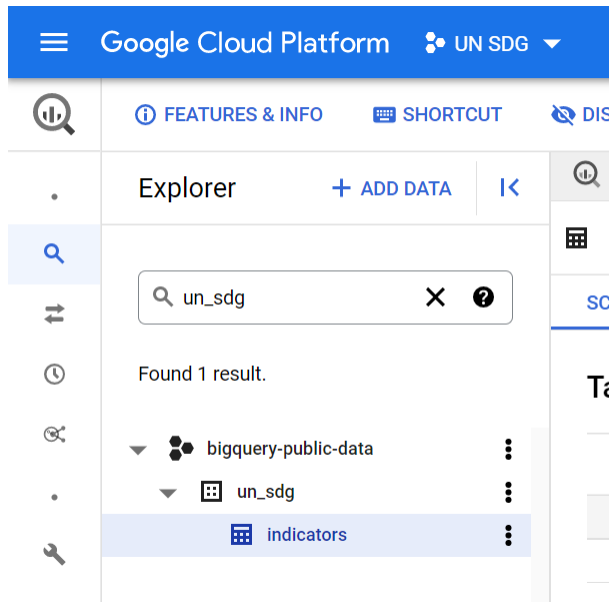 Google Cloud Platform UN SDG
FEATURES & INFO SHORTCUT
Explorer + ADD DATA
un_sdg
Found 1 result.
bigquery-public-data
un_sdg
indicators